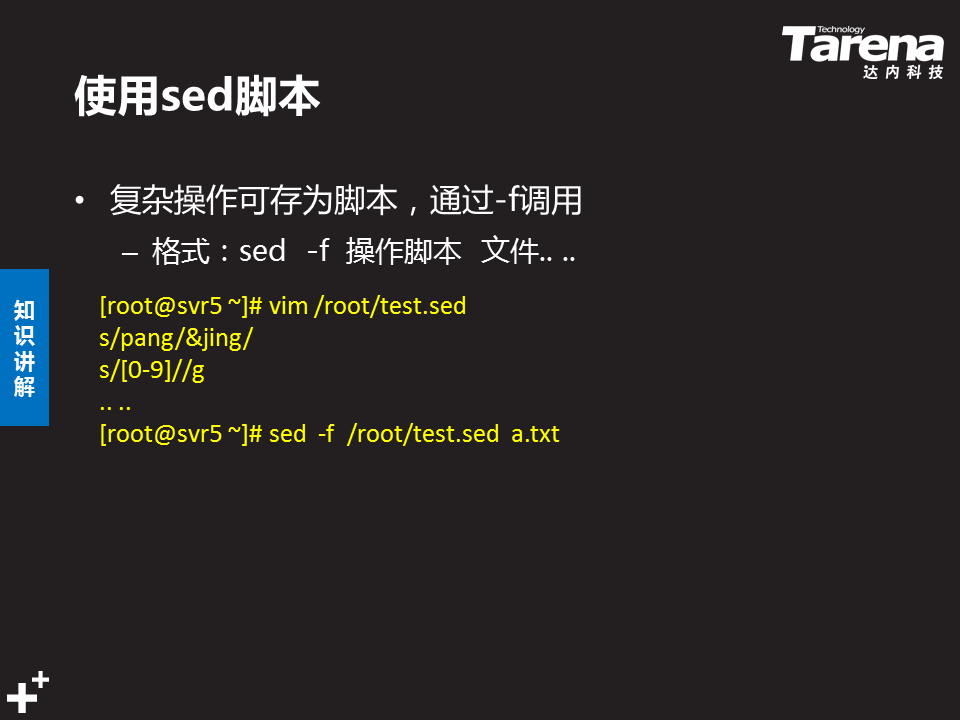 Technology
Tarena
达内科技
使用sed脚本
• 复杂操作可存为脚本，通过-f调用
– 格式：sed -f 操作脚本 文件.. ..
知识讲解
[root@svr5 ~]# vim /root/test.sed
s/pang/&jing/
s/[0-9]//g
.. ..
[root@svr5 ~]# sed -f /root/test.sed a.txt